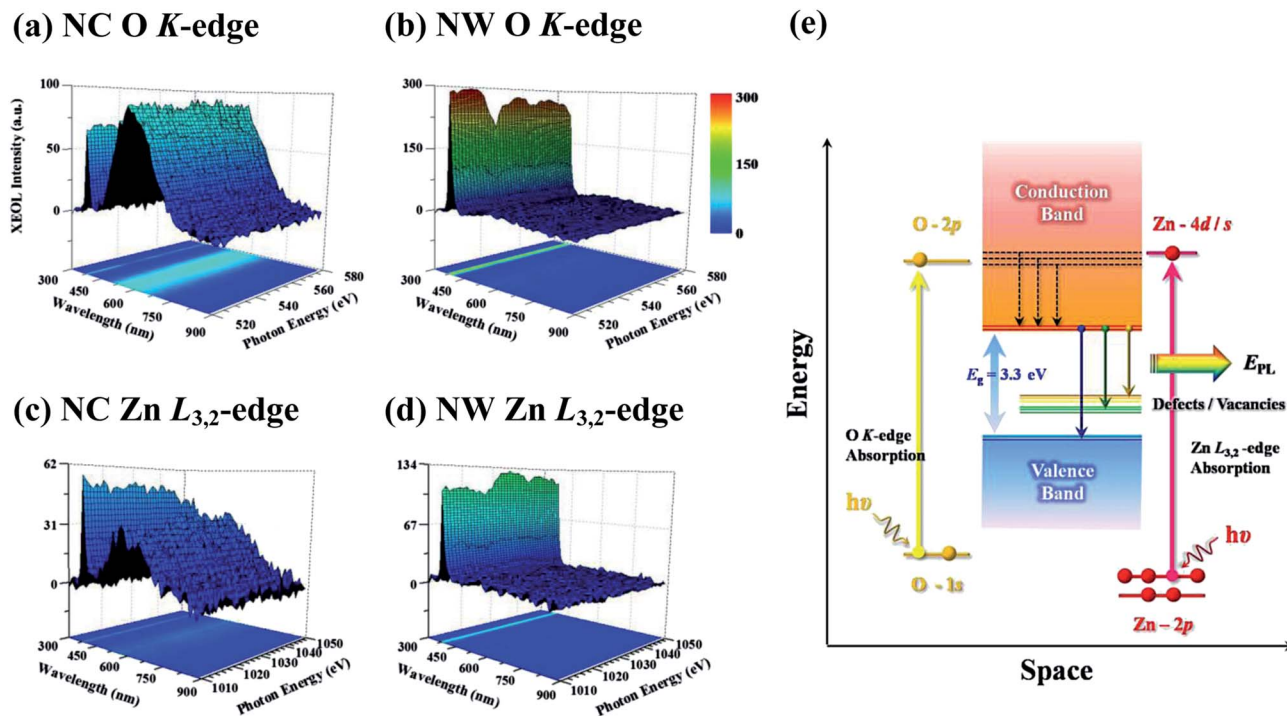 (a) NC O K-edge
100
50
0
XEOL Intensity (a.u.)
300
450
600
750
900
Wavelength (nm)
520
540
560
580
Photon Energy (eV)
(b) NW O K-edge
300
150
0
300
450
600
750
900
Wavelength (nm)
520
540
560
580
Photon Energy (eV)
300
150
0
(c) NC Zn L3,2-edge
62
31
0
300
450
600
750
900
Wavelength (nm)
1010
1020
1030
1040
1050
Photon Energy (eV)
(d) NW Zn L3,2-edge
134
67
0
300
450
600
750
900
Wavelength (nm)
1010
1020
1030
1040
1050
Photon Energy (eV)
(e)
Energy
Space
Conduction
Band
O - 2p
Zn - 4d / s
Eg = 3.3 eV
EPL
Defects / Vacancies
O K-edge
Absorption
Zn L3,2 -edge
Absorption
Valence
Band
hυ
hυ
O - 1s
Zn – 2p